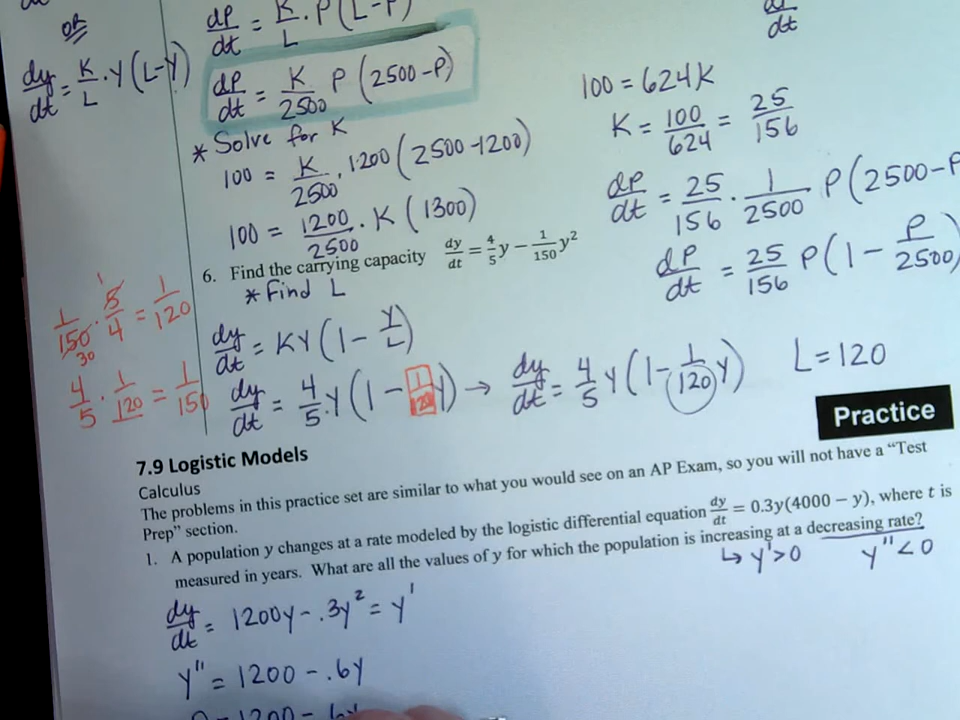 OR
dy/dt = K/L · Y (L-Y)
dP/dt = K/L · P (L-P)
dP/dt = K/2500 P (2500-P)
* Solve for K
100 = K/2500 · 1200 (2500-1200)
100 = 1200/2500 · K (1300)
100 = 624K
K = 100/624 = 25/156
dP/dt = 25/156 · 1/2500 P (2500-P
dP/dt = 25/156 P (1 - P/2500)
6. Find the carrying capacity dy/dt = 4/5 y − 1/150 y²
* Find L
1/150 · 5/4 = 1/120
1
30
4/5 · 1/120 = 1/150
dy/dt = KY (1 - Y/L)
dy/dt = 4/5 Y (1 - 1/120 Y) → dy/dt = 4/5 Y (1 - 1/120 Y) L = 120
Practice
7.9 Logistic Models
Calculus
The problems in this practice set are similar to what you would see on an AP Exam, so you will not have a “Test
Prep” section.
1. A population y changes at a rate modeled by the logistic differential equation dy/dt = 0.3y(4000 − y), where t is
measured in years. What are all the values of y for which the population is increasing at a decreasing rate?
↳ y'>0 y''<0
dy/dt = 1200y - .3y² = y'
y'' = 1200 - .6y